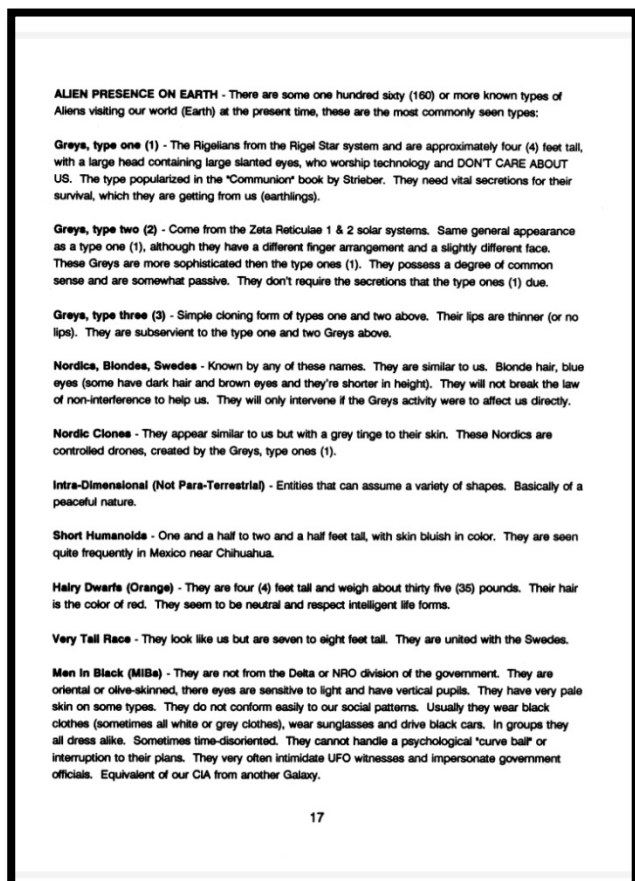 ALIEN PRESENCE ON EARTH - There are some one hundred sixty (160) or more known types of
Aliens visiting our world (Earth) at the present time, these are the most commonly seen types:
Greys, type one (1) - The Rigelians from the Rigel Star system and are approximately four (4) feet tall,
with a large head containing large slanted eyes, who worship technology and DON'T CARE ABOUT
US. The type popularized in the "Communion" book by Strieber. They need vital secretions for their
survival, which they are getting from us (earthlings).
Greys, type two (2) - Come from the Zeta Reticulae 1 & 2 solar systems. Same general appearance
as a type one (1), although they have a different finger arrangement and a slightly different face.
These Greys are more sophisticated then the type ones (1). They possess a degree of common
sense and are somewhat passive. They don't require the secretions that the type ones (1) due.
Greys, type three (3) - Simple cloning form of types one and two above. Their lips are thinner (or no
lips). They are subservient to the type one and two Greys above.
Nordics, Blondes, Swedes - Known by any of these names. They are similar to us. Blonde hair, blue
eyes (some have dark hair and brown eyes and they're shorter in height). They will not break the law
of non-interference to help us. They will only intervene if the Greys activity were to affect us directly.
Nordic Clones - They appear similar to us but with a grey tinge to their skin. These Nordics are
controlled drones, created by the Greys, type ones (1).
Intra-Dimensional (Not Para-Terrestrial) - Entities that can assume a variety of shapes. Basically of a
peaceful nature.
Short Humanoids - One and a half to two and a half feet tall, with skin bluish in color. They are seen
quite frequently in Mexico near Chihuahua.
Hairy Dwarfs (Orange) - They are four (4) feet tall and weigh about thirty five (35) pounds. Their hair
is the color of red. They seem to be neutral and respect intelligent life forms.
Very Tall Race - They look like us but are seven to eight feet tall. They are united with the Swedes.
Men In Black (MIBs) - They are not from the Delta or NRO division of the government. They are
oriental or olive-skinned, there eyes are sensitive to light and have vertical pupils. They have very pale
skin on some types. They do not conform easily to our social patterns. Usually they wear black
clothes (sometimes all white or grey clothes), wear sunglasses and drive black cars. In groups they
all dress alike. Sometimes time-disoriented. They cannot handle a psychological "curve ball" or
interruption to their plans. They very often intimidate UFO witnesses and impersonate government
officials. Equivalent of our CIA from another Galaxy.
17